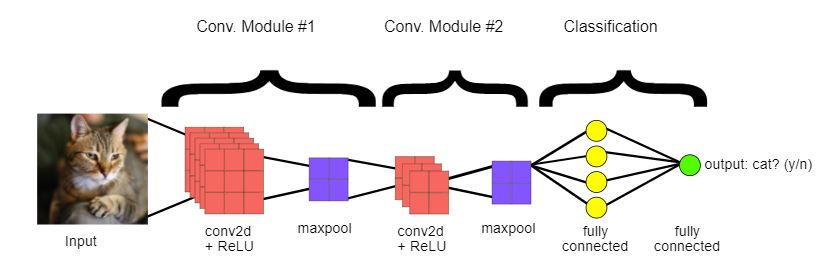 Conv. Module #1
Conv. Module #2
Classification
output: cat? (y/n)
Input
conv2d
+ ReLU
maxpool
conv2d
+ ReLU
maxpool
fully
connected
fully
connected